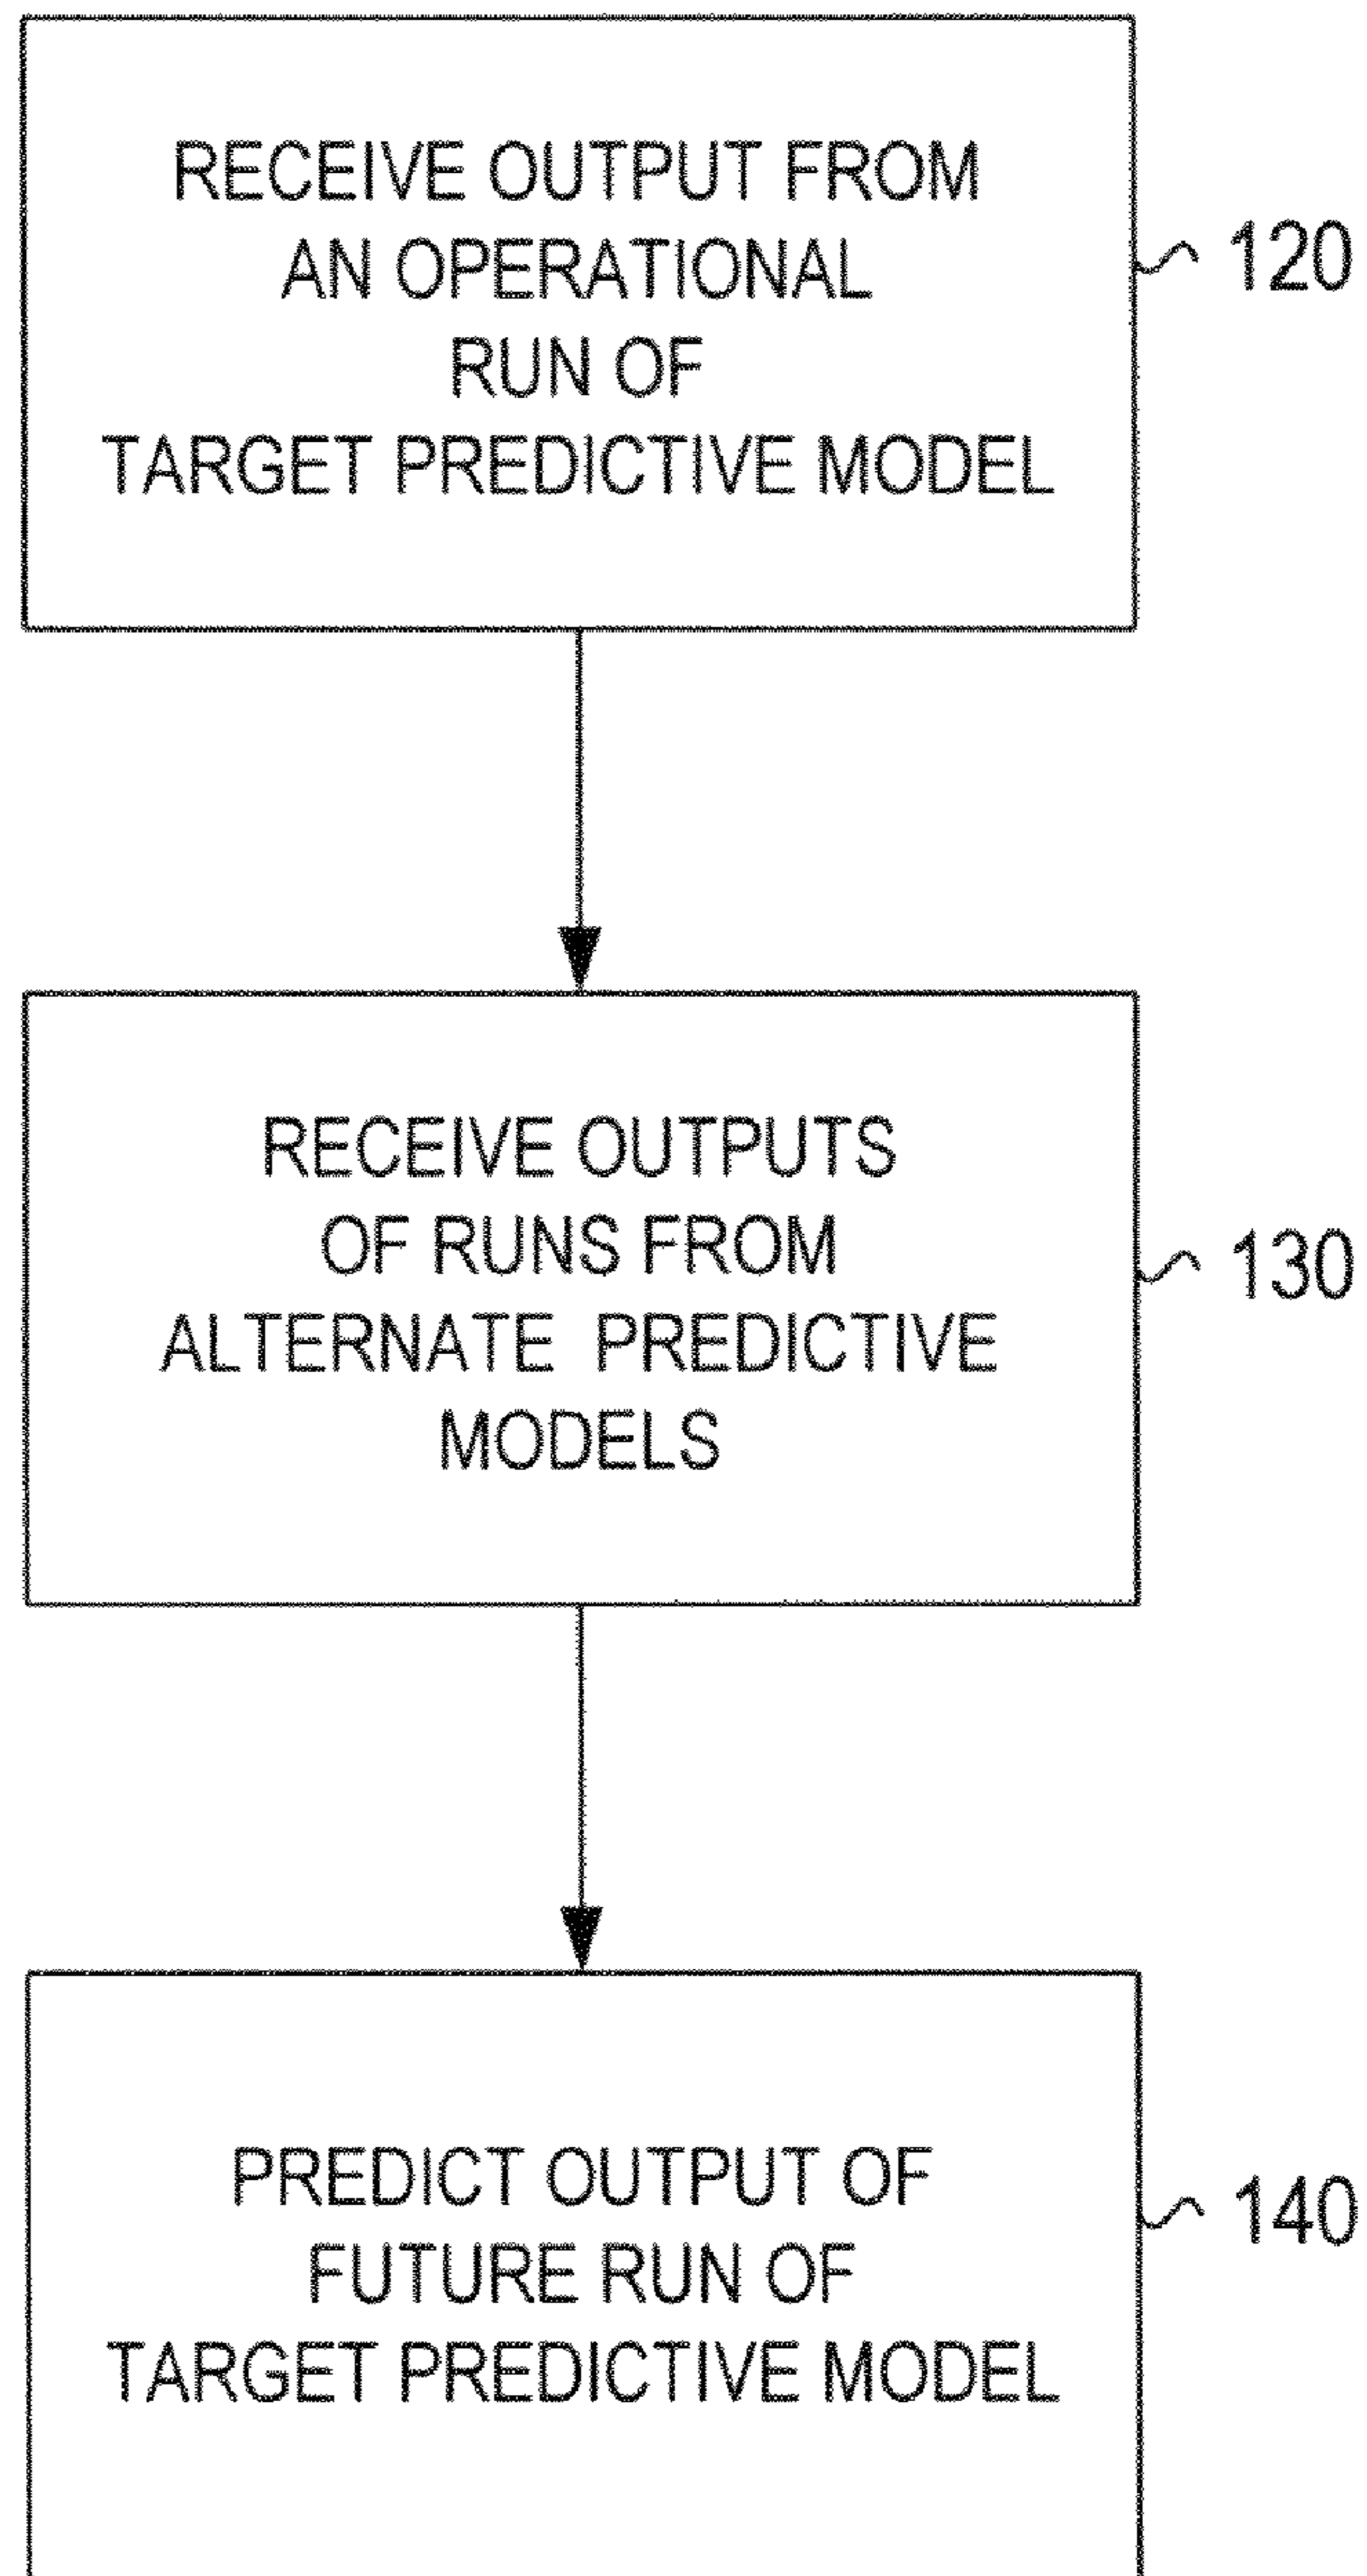 RECEIVE OUTPUT FROM
AN OPERATIONAL
RUN OF
TARGET PREDICTIVE MODEL
120
RECEIVE OUTPUTS
OF RUNS FROM
ALTERNATE PREDICTIVE
MODELS
130
PREDICT OUTPUT OF
FUTURE RUN OF
TARGET PREDICTIVE MODEL
140